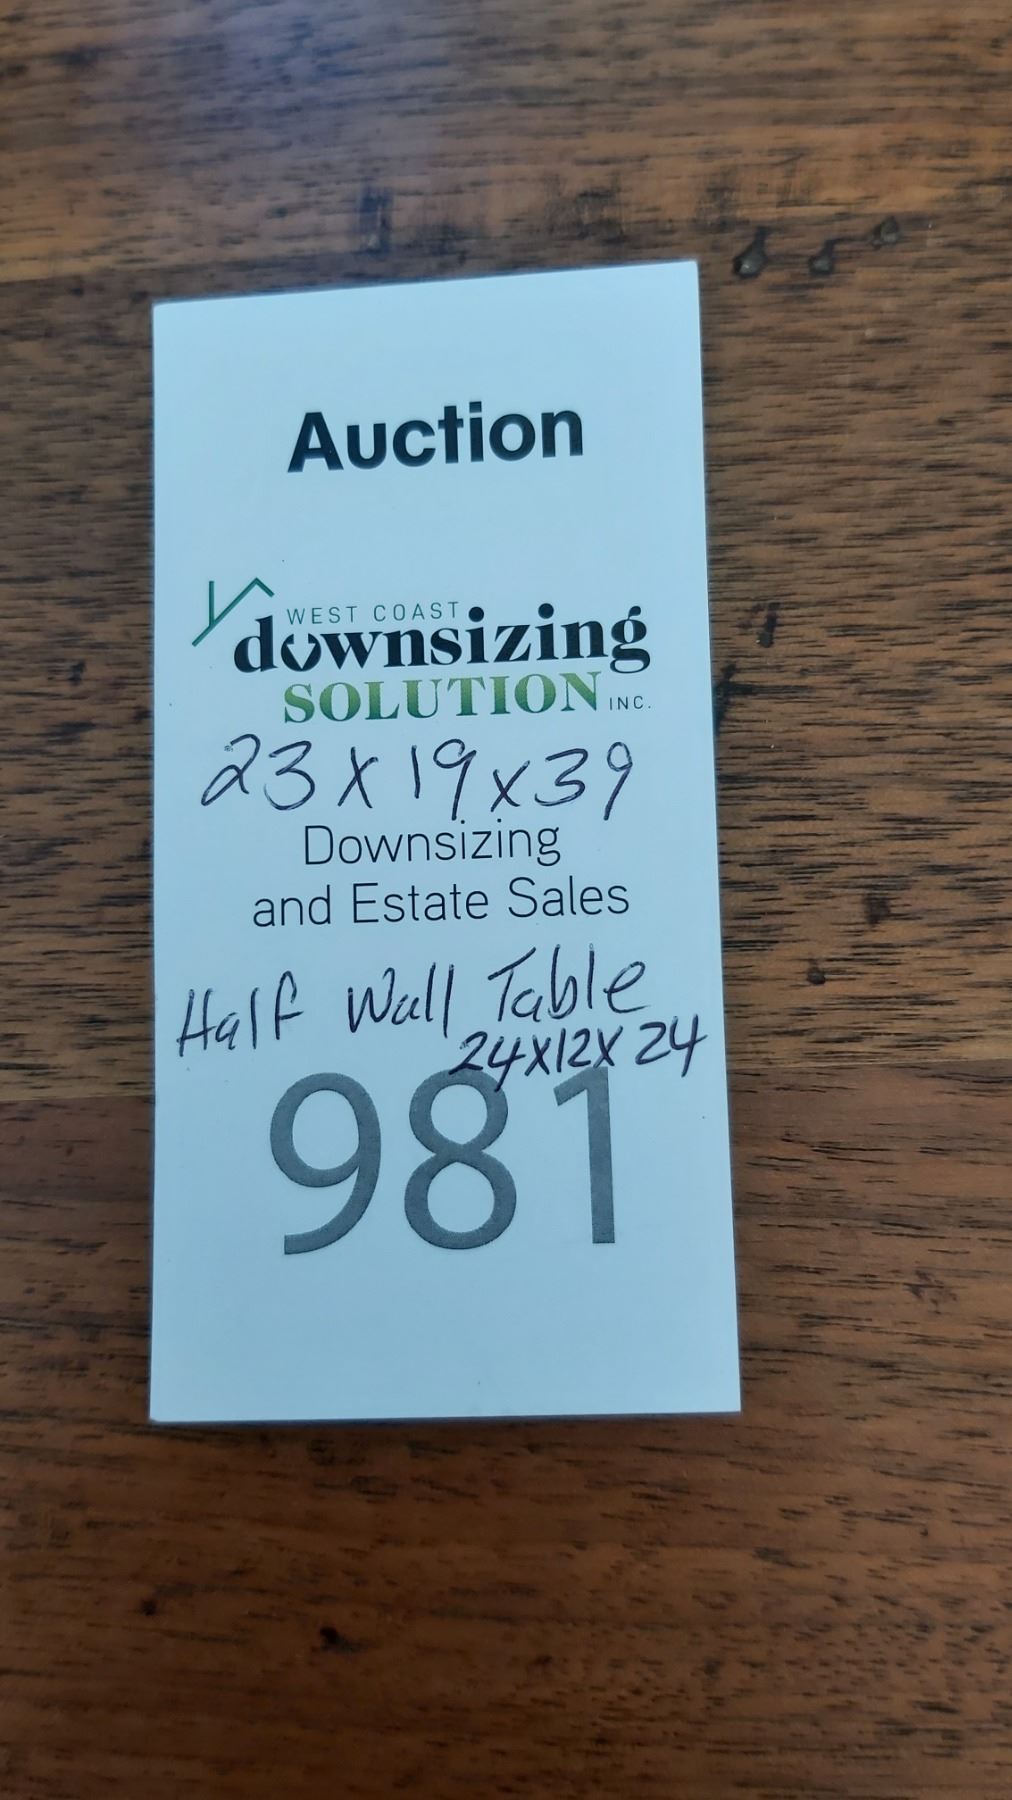 Auction
WEST COAST
downsizing
SOLUTION INC.
23 x 19 x 39
Downsizing
and Estate Sales
Half Wall Table
24x12x24
981